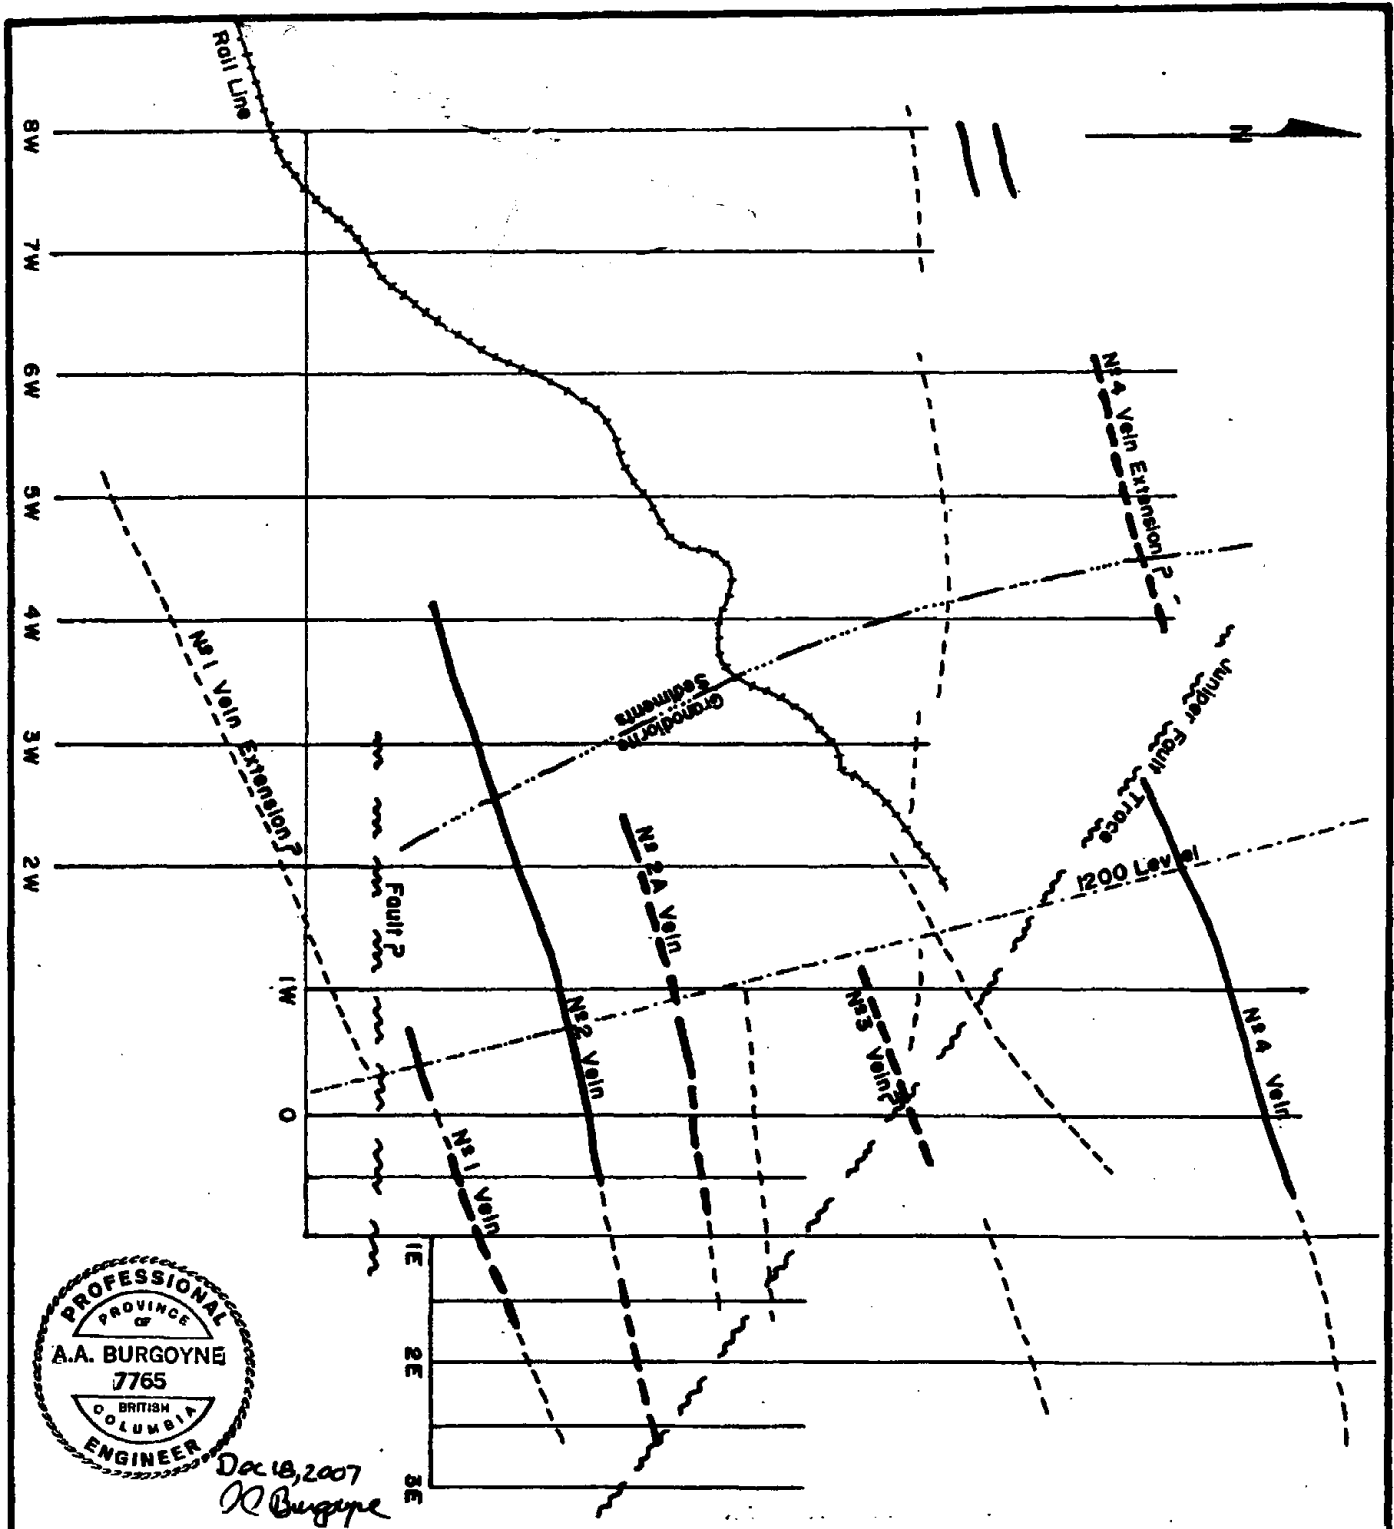 Rail Line
N
8W
7W
6W
5W
4W
3W
2W
1W
0
1E
2E
3E
Nº 4 Vein Extension ?
Juniper Fault Trace
Granodiorite
Sediments
Nº 1 Vein Extension ?
Fault ?
Nº 2A Vein
1200 Level
Nº 2 Vein
Nº 3 Vein ?
Nº 4 Vein
Nº 1 Vein
PROFESSIONAL
PROVINCE
OF
A.A. BURGOYNE
7765
BRITISH
COLUMBIA
ENGINEER
Dec 18, 2007
Burgoyne